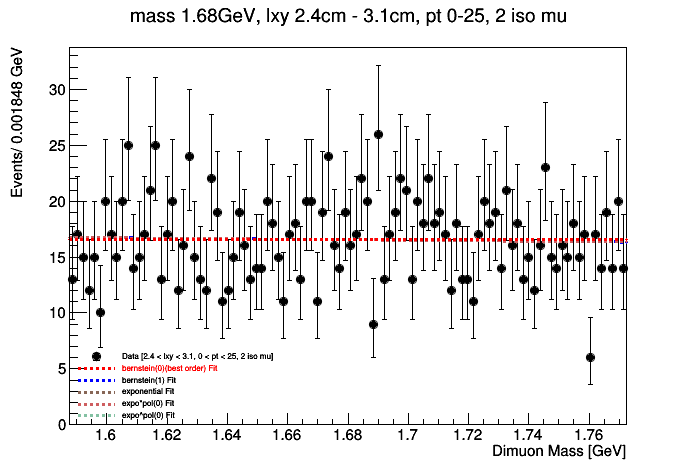 mass 1.68GeV, lxy 2.4cm - 3.1cm, pt 0-25, 2 iso mu
Events/ 0.001848 GeV
30
25
20
15
10
5
0
Data [2.4 < lxy < 3.1, 0 < pt < 25, 2 iso mu]
bernstein(0)(best order) Fit
bernstein(1) Fit
exponential Fit
expo*pol(0) Fit
expo^pol(0) Fit
1.6 1.62 1.64 1.66 1.68 1.7 1.72 1.74 1.76
Dimuon Mass [GeV]